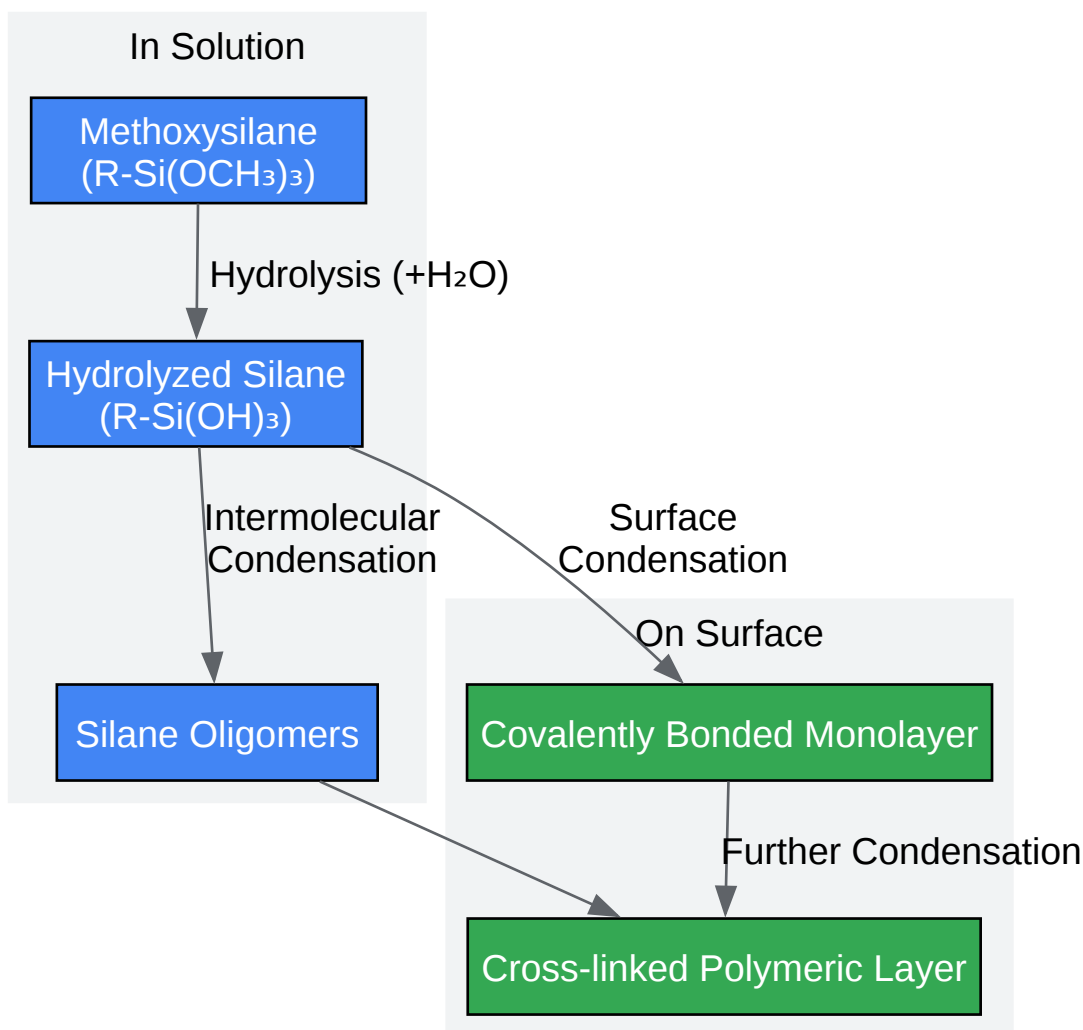 In Solution
Methoxysilane
(R-Si(OCH₃)₃)
Hydrolysis (+H₂O)
Hydrolyzed Silane
(R-Si(OH)₃)
Intermolecular
Condensation
Surface
Condensation
On Surface
Silane Oligomers
Covalently Bonded Monolayer
Further Condensation
Cross-linked Polymeric Layer